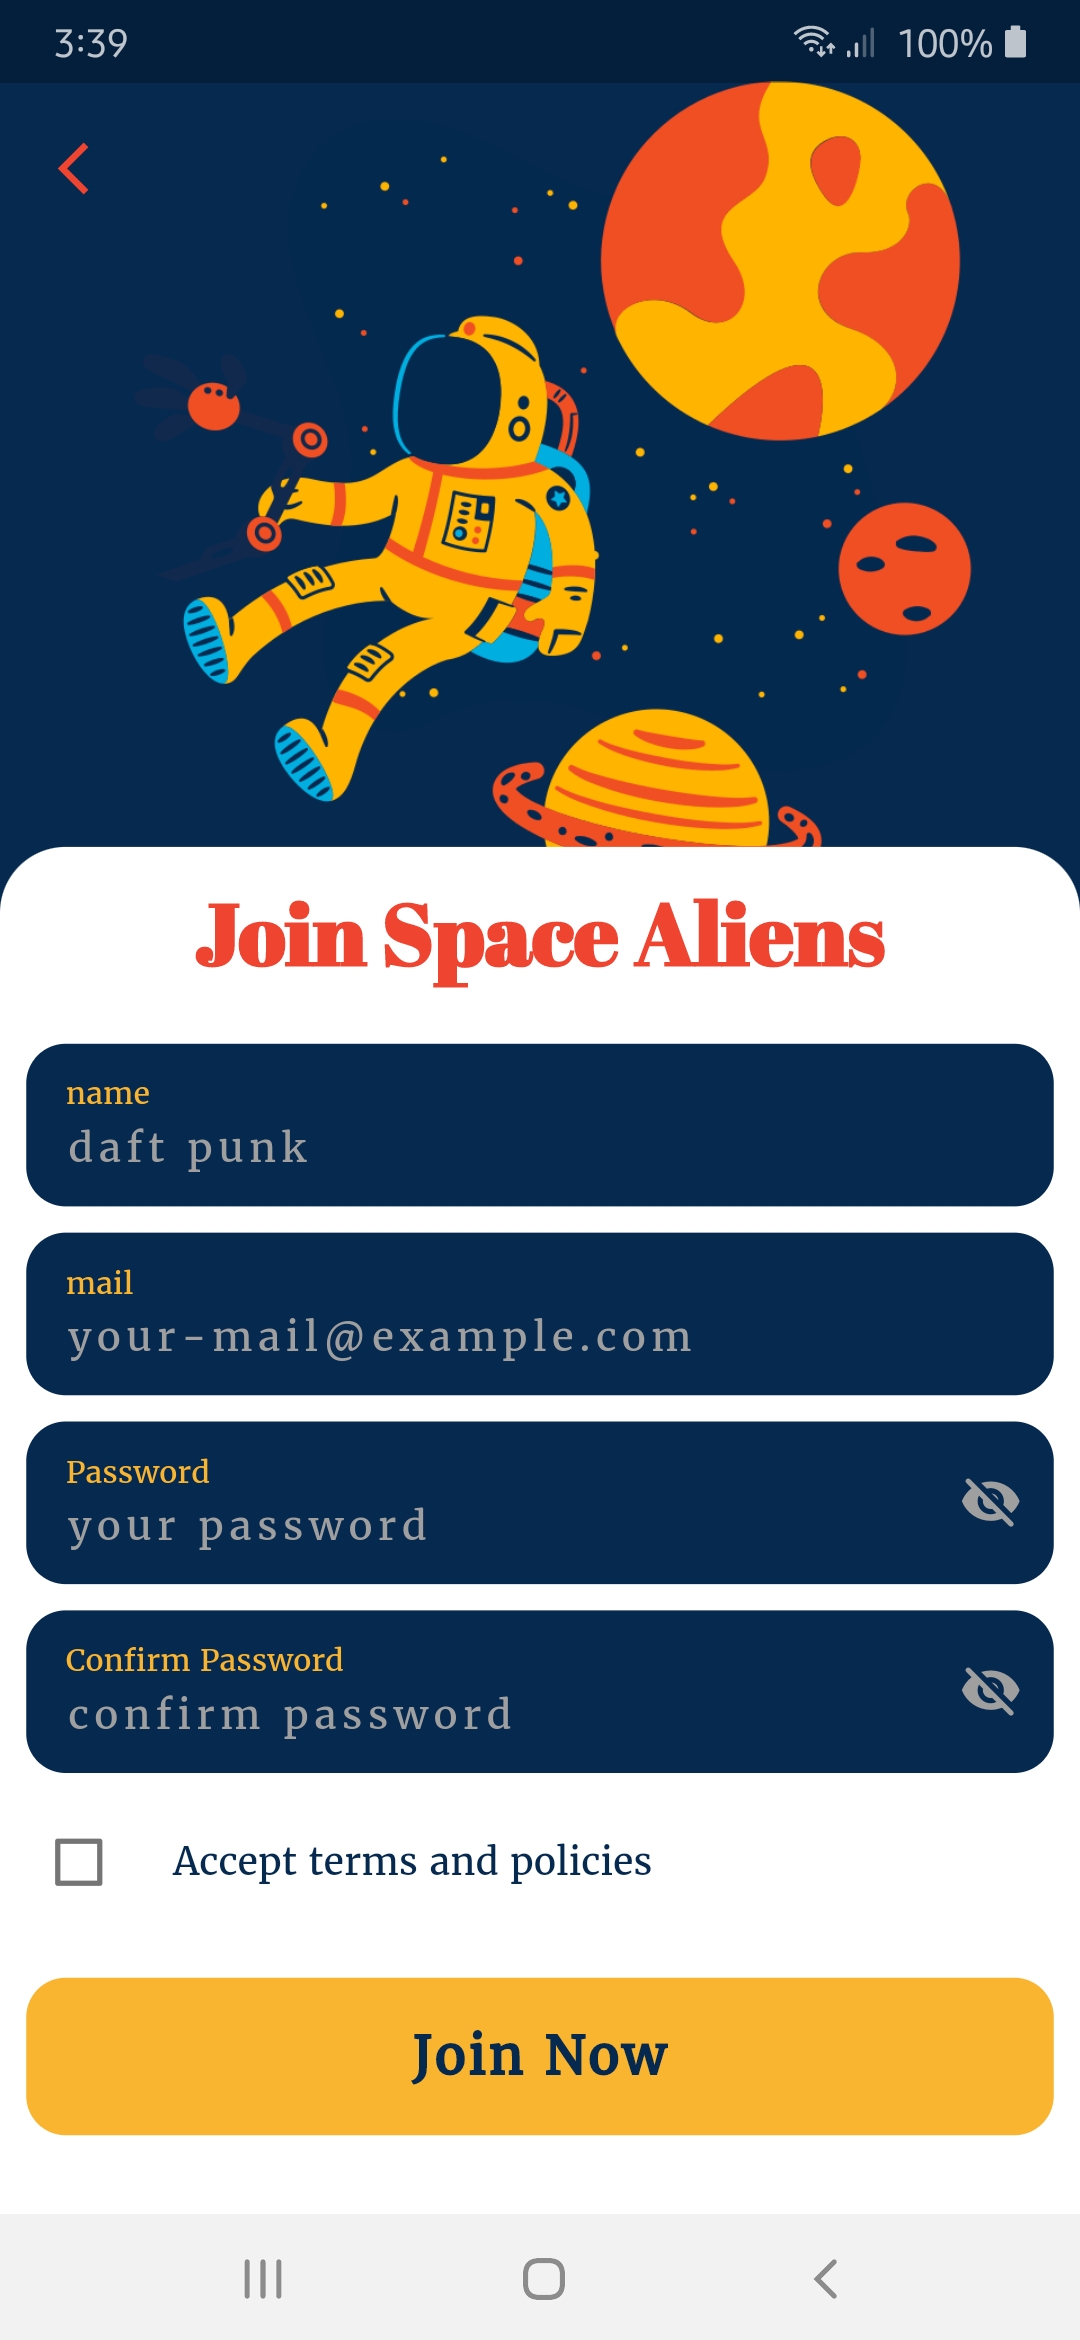 3:39
100%
Join Space Aliens
name
daft punk
mail
your-mail@example.com
Password
your password
Confirm Password
confirm password
Accept terms and policies
Join Now